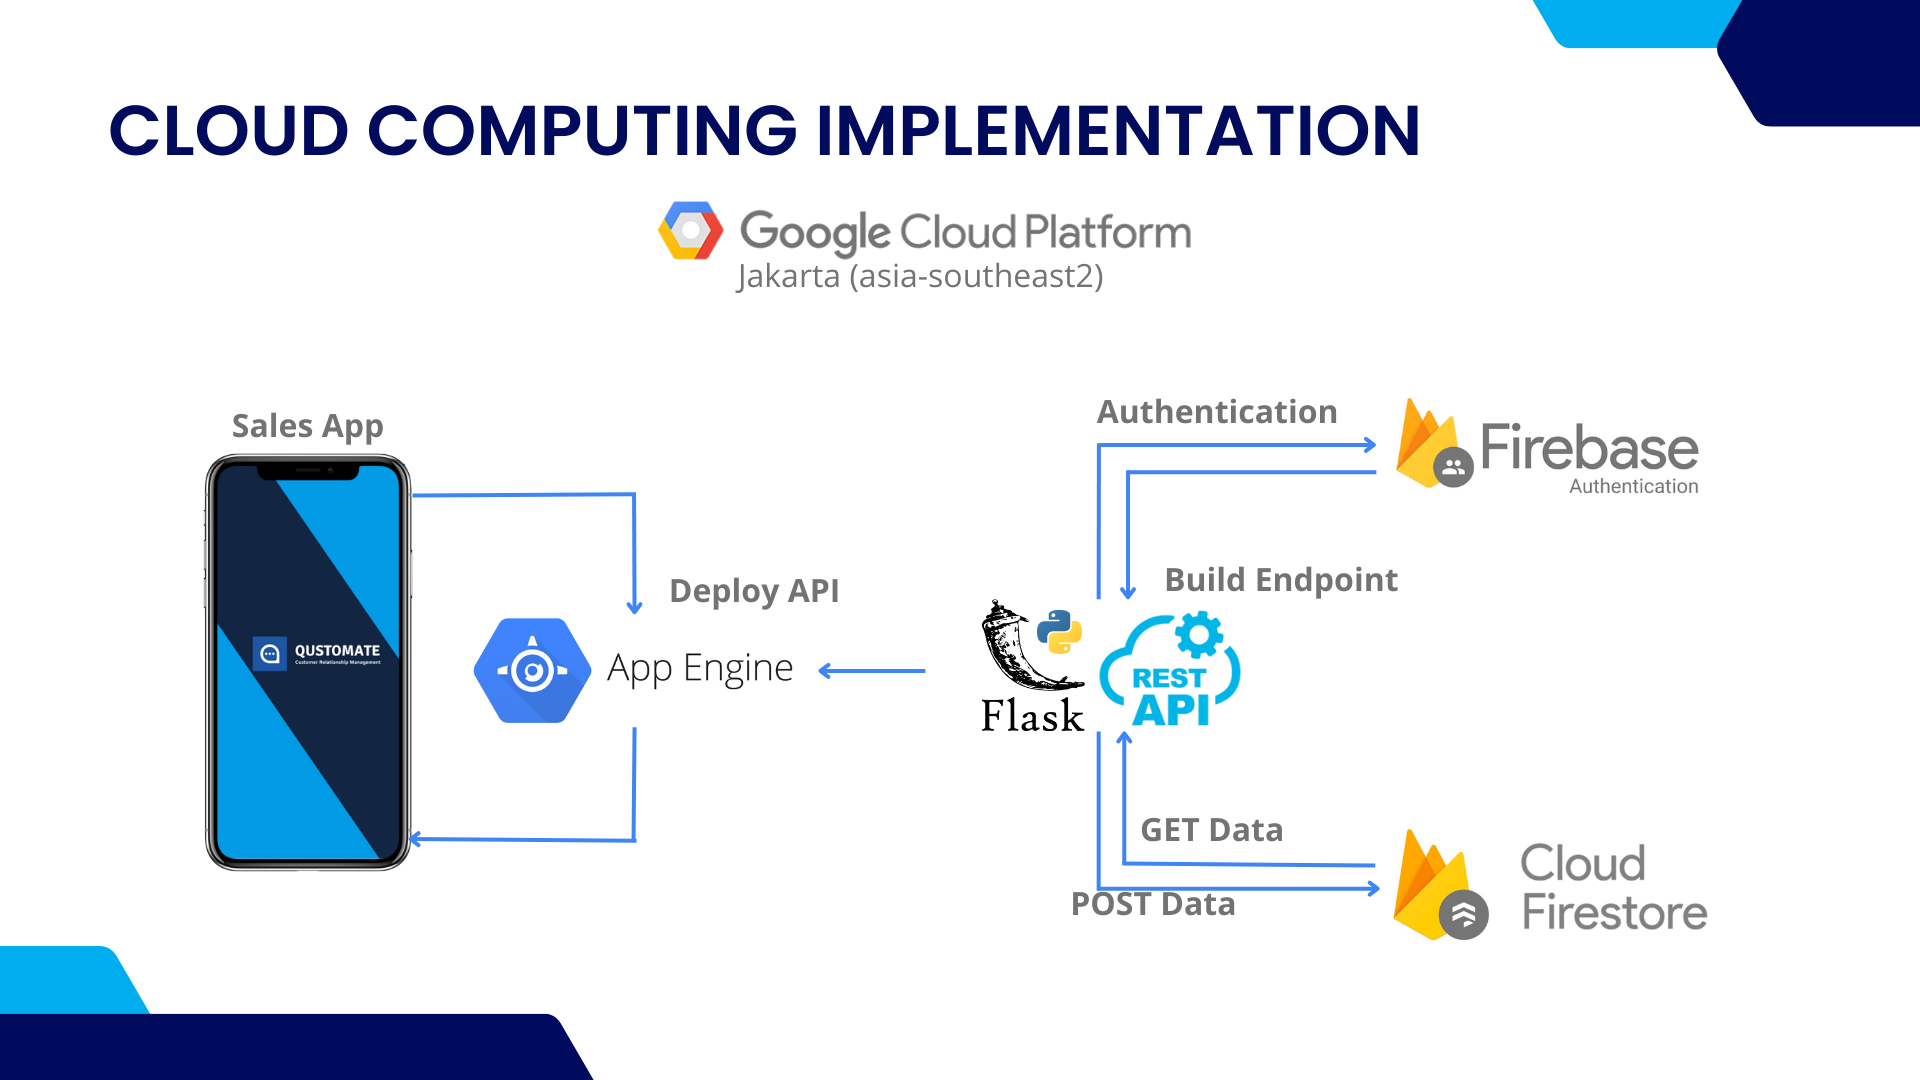 CLOUD COMPUTING IMPLEMENTATION
Google Cloud Platform
Jakarta (asia-southeast2)
Sales App
QUSTOMATE
Customer Relationship Management
Deploy API
App Engine
Authentication
Firebase
Authentication
Build Endpoint
Flask
REST
API
GET Data
POST Data
Cloud
Firestore